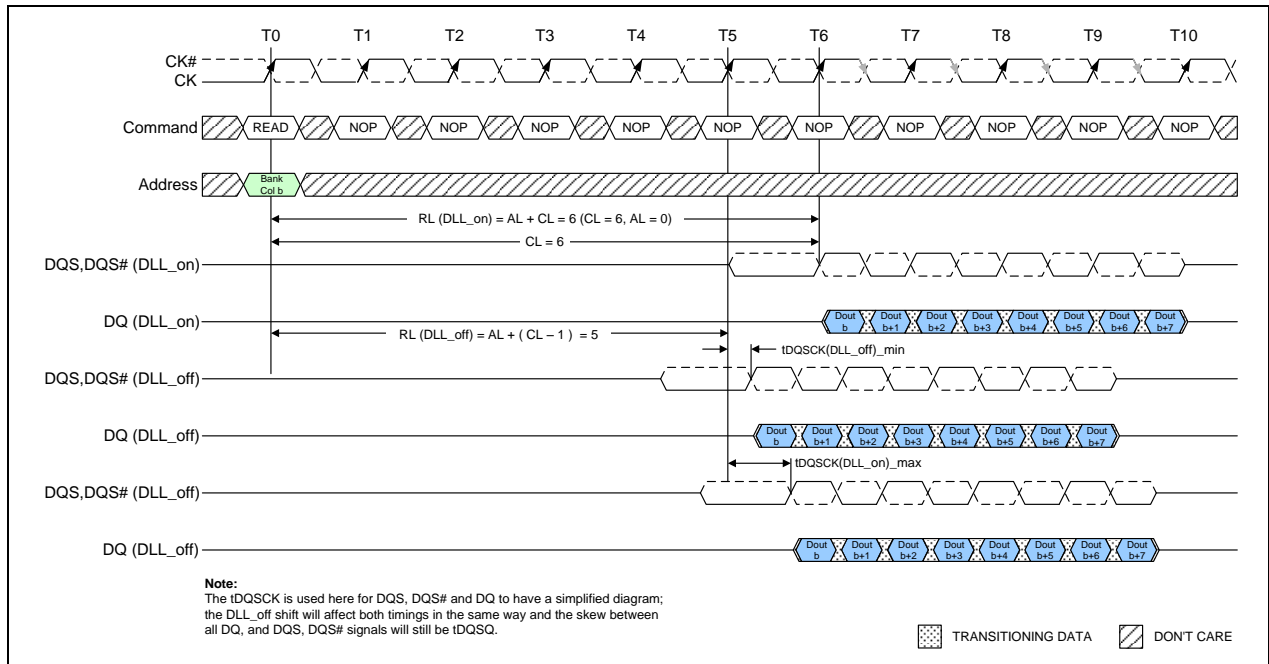 T0 T1 T2 T3 T4 T5 T6 T7 T8 T9 T10
CK#
CK
Command READ NOP NOP NOP NOP NOP NOP NOP NOP NOP NOP
Address Bank
Col b
RL (DLL_on) = AL + CL = 6 (CL = 6, AL = 0)
CL = 6
DQS,DQS# (DLL_on)
DQ (DLL_on) Dout b Dout b+1 Dout b+2 Dout b+3 Dout b+4 Dout b+5 Dout b+6 Dout b+7
RL (DLL_off) = AL + ( CL – 1 ) = 5
tDQSCK(DLL_off)_min
DQS,DQS# (DLL_off)
DQ (DLL_off) Dout b Dout b+1 Dout b+2 Dout b+3 Dout b+4 Dout b+5 Dout b+6 Dout b+7
tDQSCK(DLL_on)_max
DQS,DQS# (DLL_off)
DQ (DLL_off) Dout b Dout b+1 Dout b+2 Dout b+3 Dout b+4 Dout b+5 Dout b+6 Dout b+7
Note:
The tDQSCK is used here for DQS, DQS# and DQ to have a simplified diagram;
the DLL_off shift will affect both timings in the same way and the skew between
all DQ, and DQS, DQS# signals will still be tDQSQ.
TRANSITIONING DATA DON'T CARE